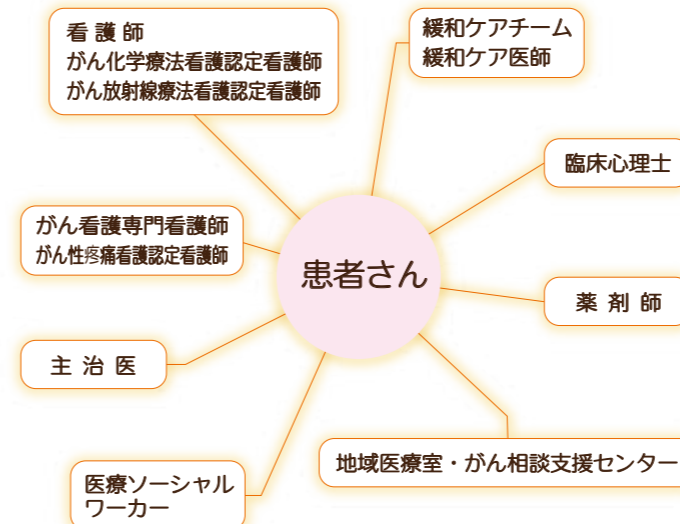 看護師
がん化学療法看護認定看護師
がん放射線療法看護認定看護師
緩和ケアチーム
緩和ケア医師
臨床心理士
がん看護専門看護師
がん性疼痛看護認定看護師
患者さん
薬剤師
主治医
地域医療室・がん相談支援センター
医療ソーシャル
ワーカー